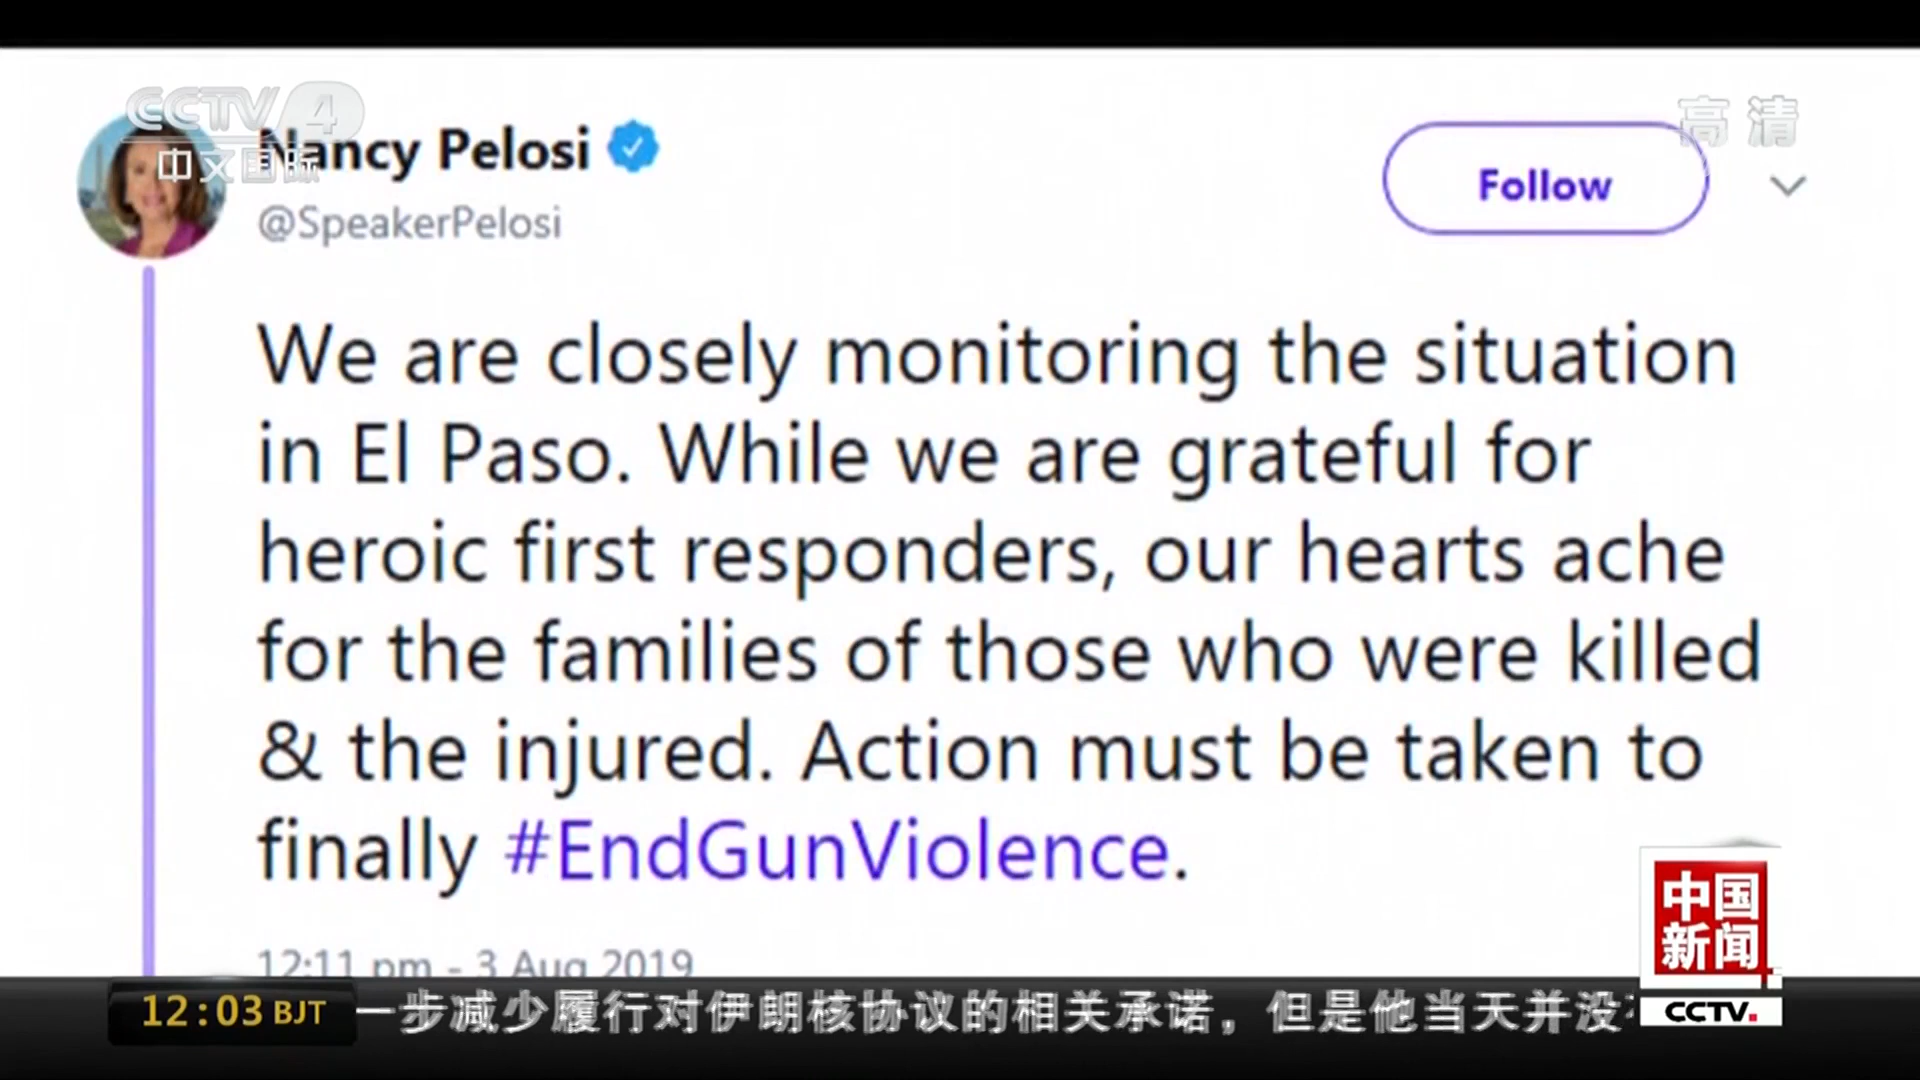 CCTV 4
中文国际
高清
Nancy Pelosi
@SpeakerPelosi
Follow
We are closely monitoring the situation
in El Paso. While we are grateful for
heroic first responders, our hearts ache
for the families of those who were killed
& the injured. Action must be taken to
finally #EndGunViolence.
12:11 pm - 3 Aug 2019
中国
新闻
CCTV.
12:03 BJT
一步减少履行对伊朗核协议的相关承诺，但是他当天并没